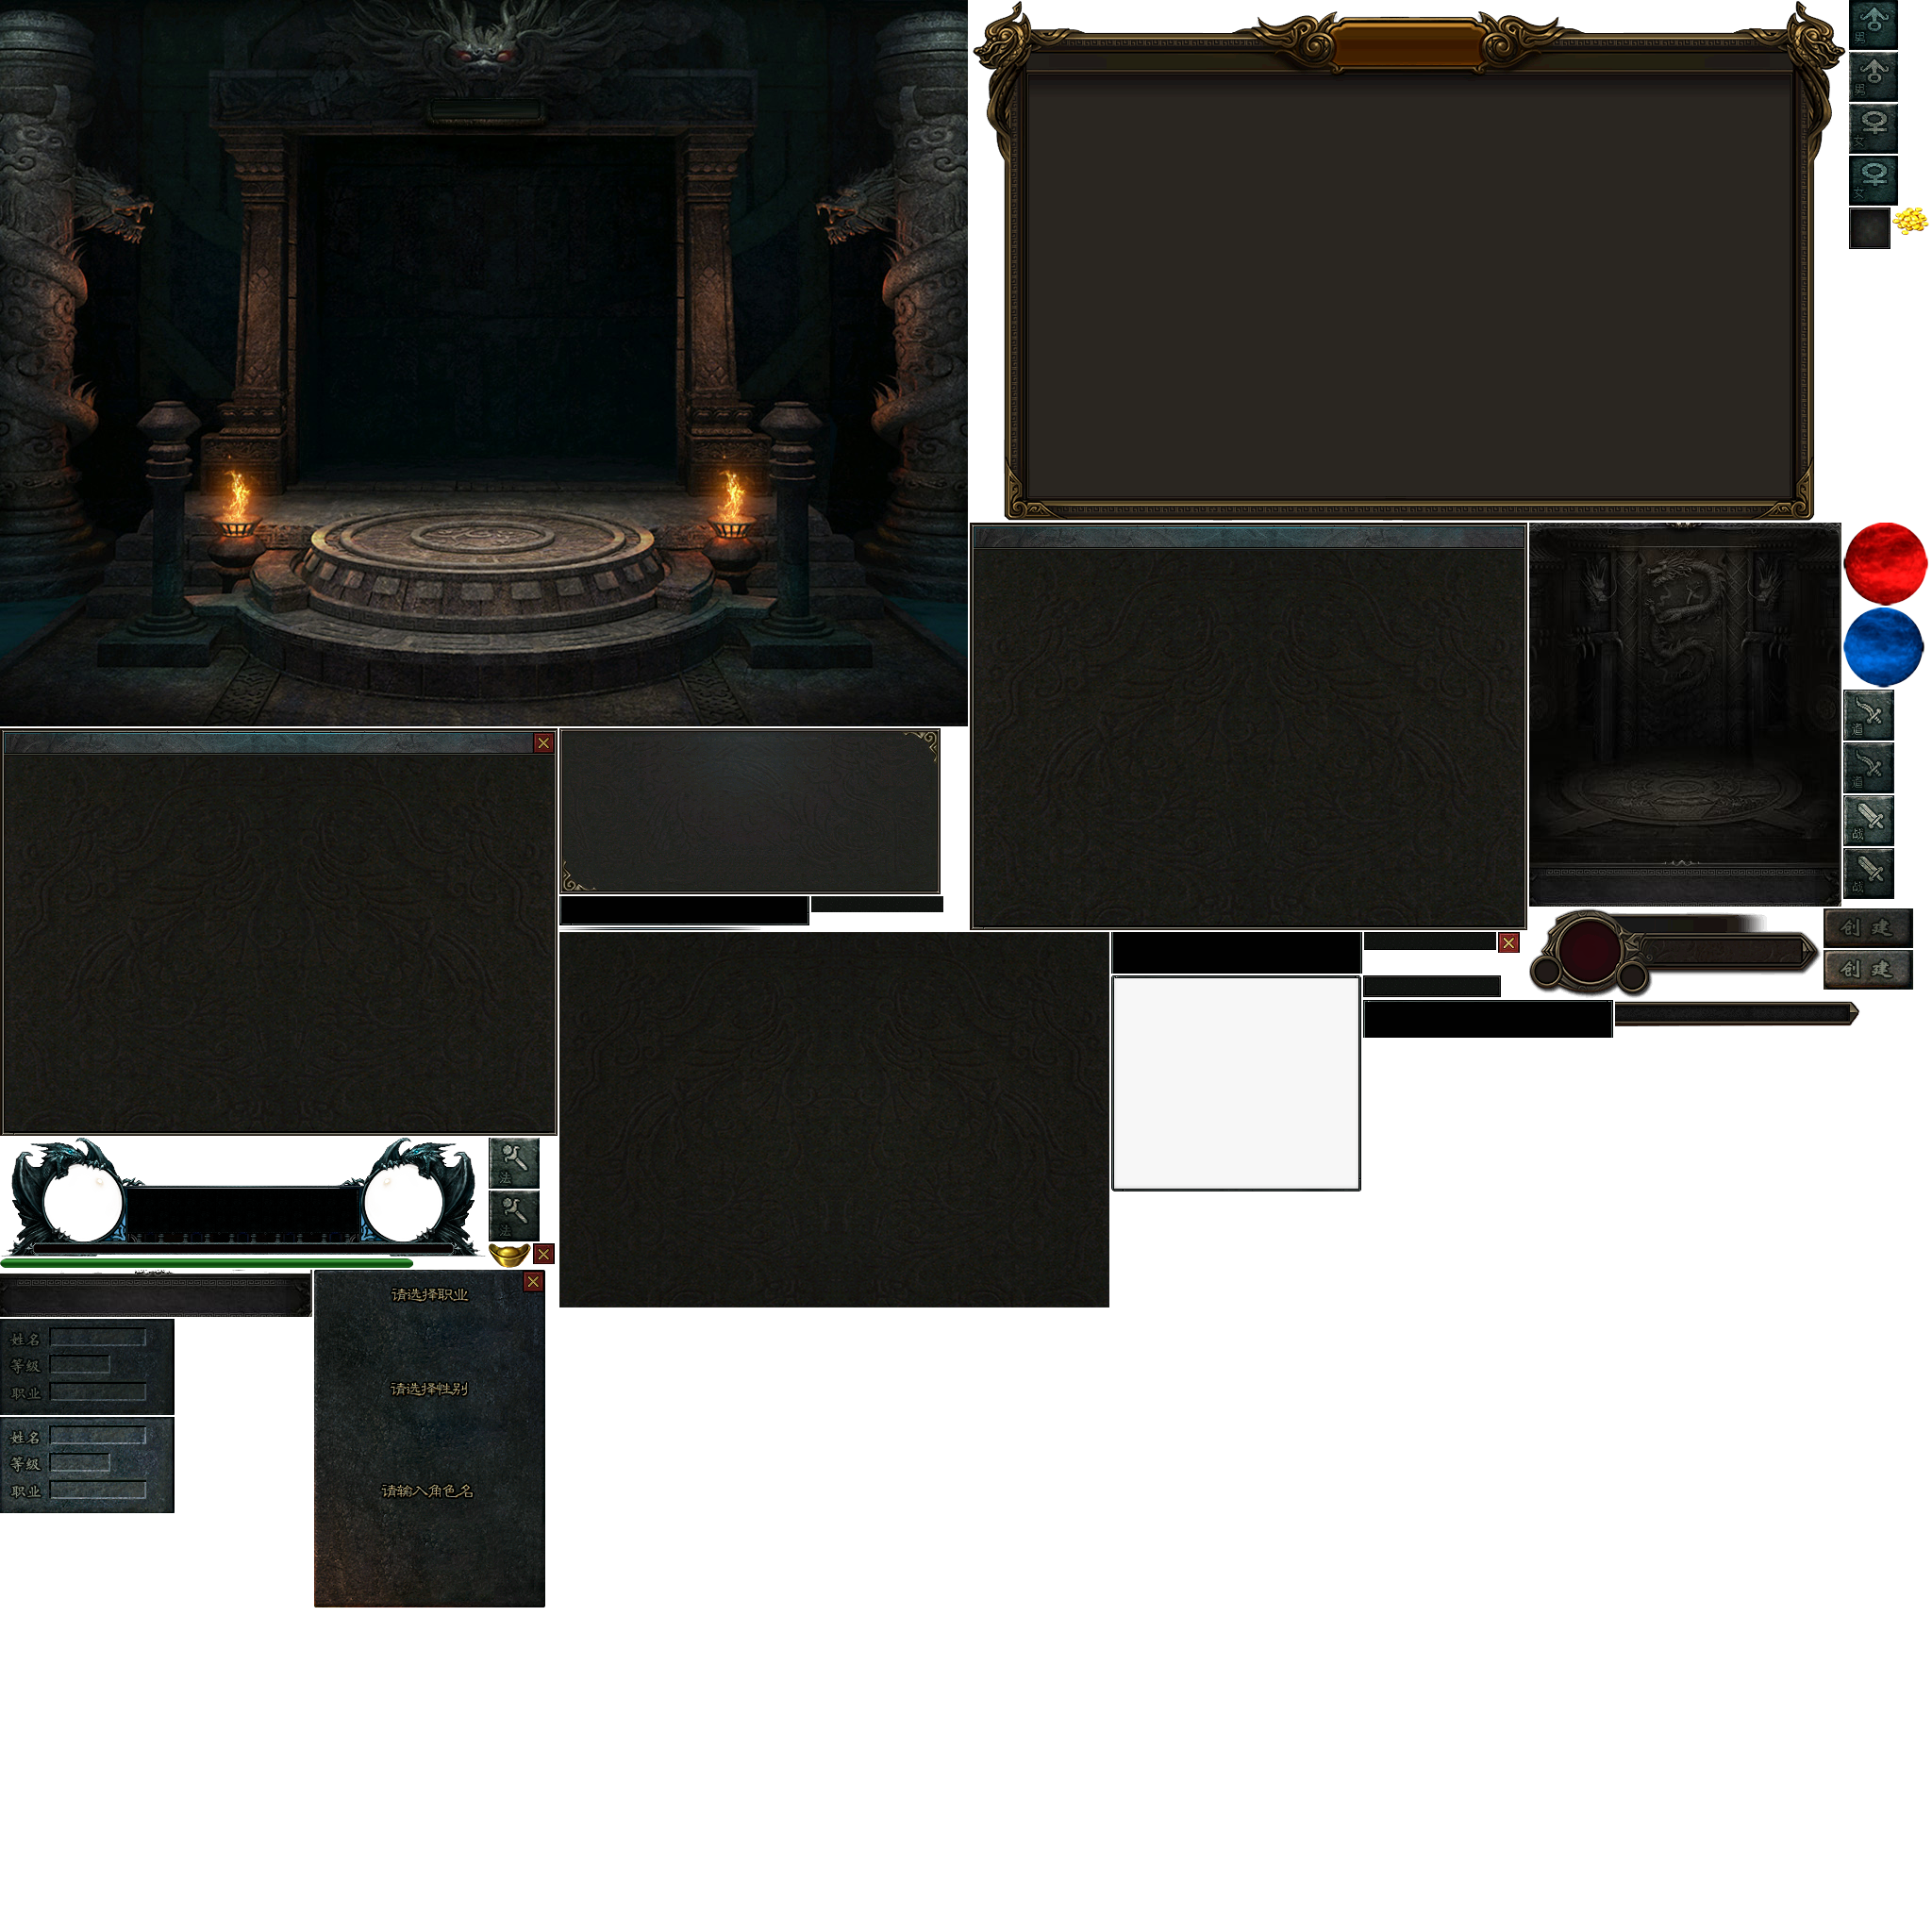 男
男
女
女
道
道
战
战
创建
创建
法
法
请选择职业
请选择性别
请输入角色名
姓名
等级
职业
姓名
等级
职业